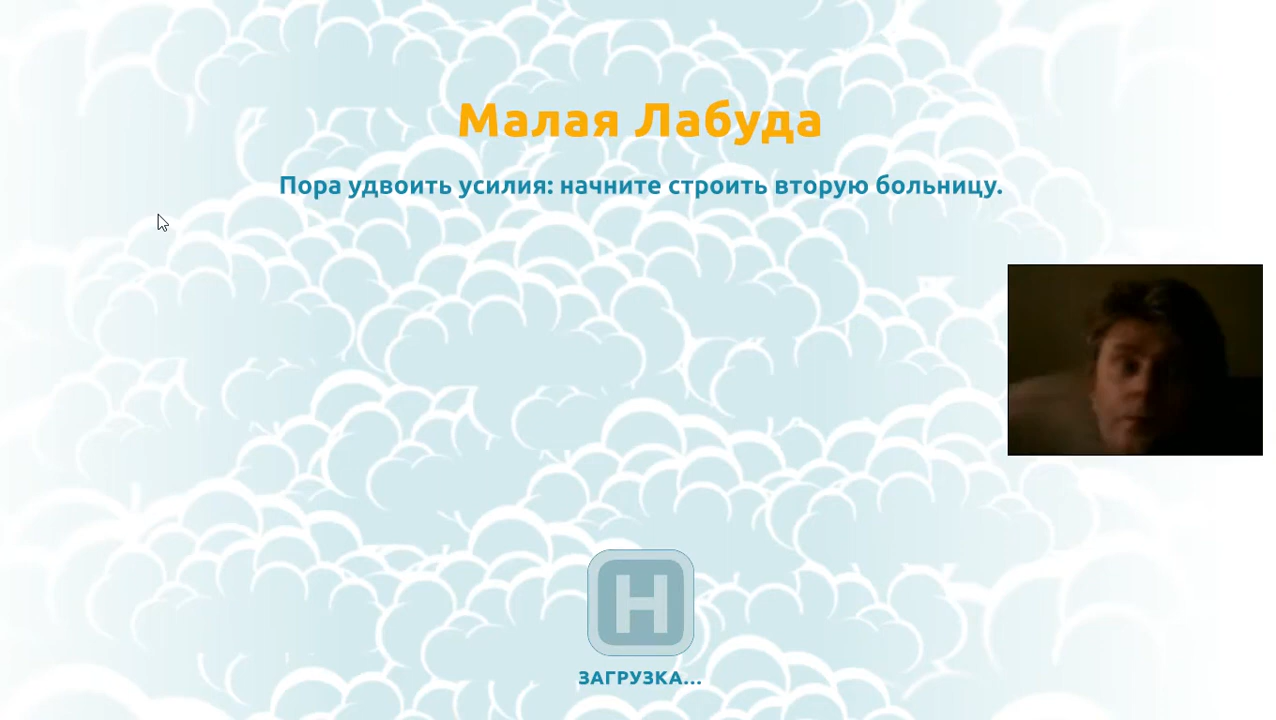 Малая Лабуда
Пора удвоить усилия: начните строить вторую больницу.
H
ЗАГРУЗКА...